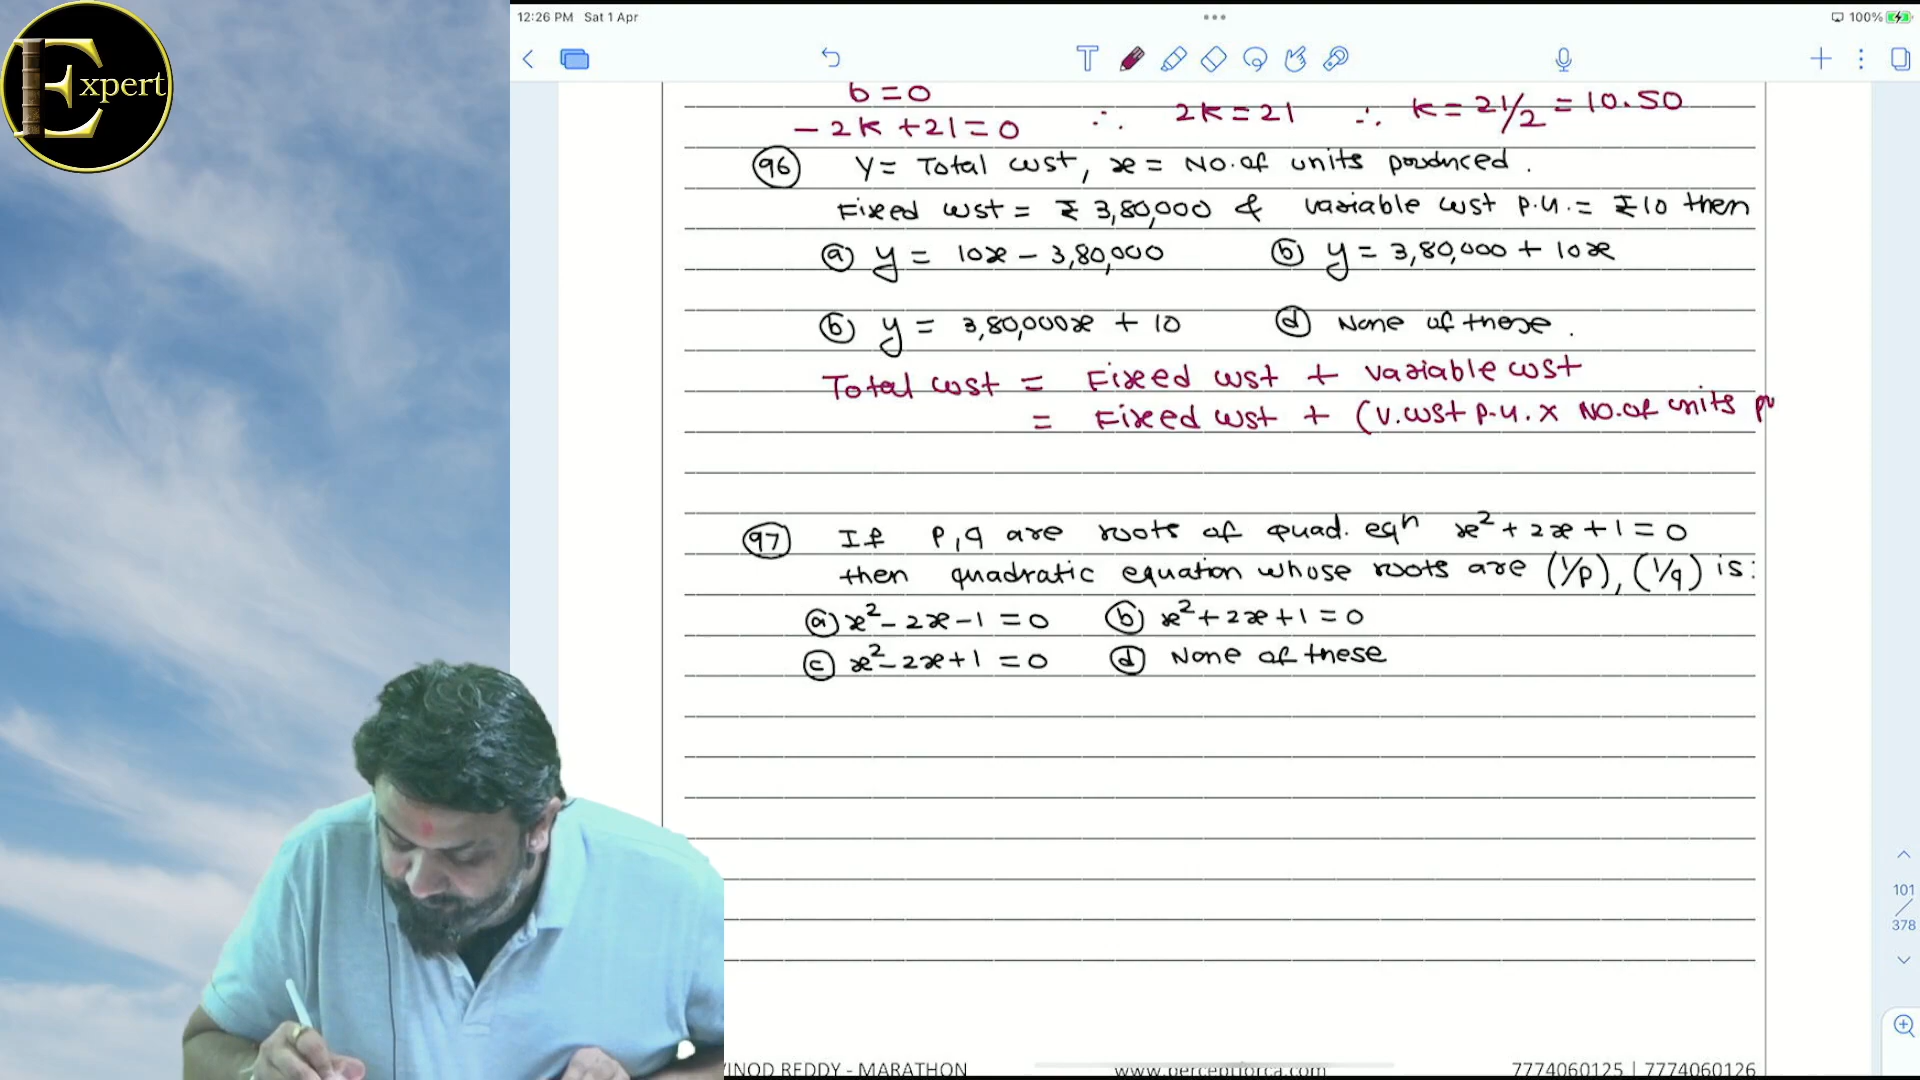 Expert
12:26 PM Sat 1 Apr
100%
b = 0
- 2k + 21 = 0 ∴ 2k = 21 ∴ k = 21/2 = 10.50
(96) Y = Total cost, x = No. of units produced.
Fixed cost = ₹ 3,80,000 & variable cost p.u. = ₹10 then
(a) y = 10x - 3,80,000 (b) y = 3,80,000 + 10x
(b) y = 3,80,000x + 10 (d) None of these.
Total cost = Fixed cost + variable cost
= Fixed cost + (V.cost p.u. x No. of units p
(97) If p, q are roots of quad. eqⁿ x² + 2x + 1 = 0
then quadratic equation whose roots are (1/p), (1/q) is:
(a) x² - 2x - 1 = 0 (b) x² + 2x + 1 = 0
(c) x² - 2x + 1 = 0 (d) None of these
101
378
INOD REDDY - MARATHON 7774060125 | 7774060126